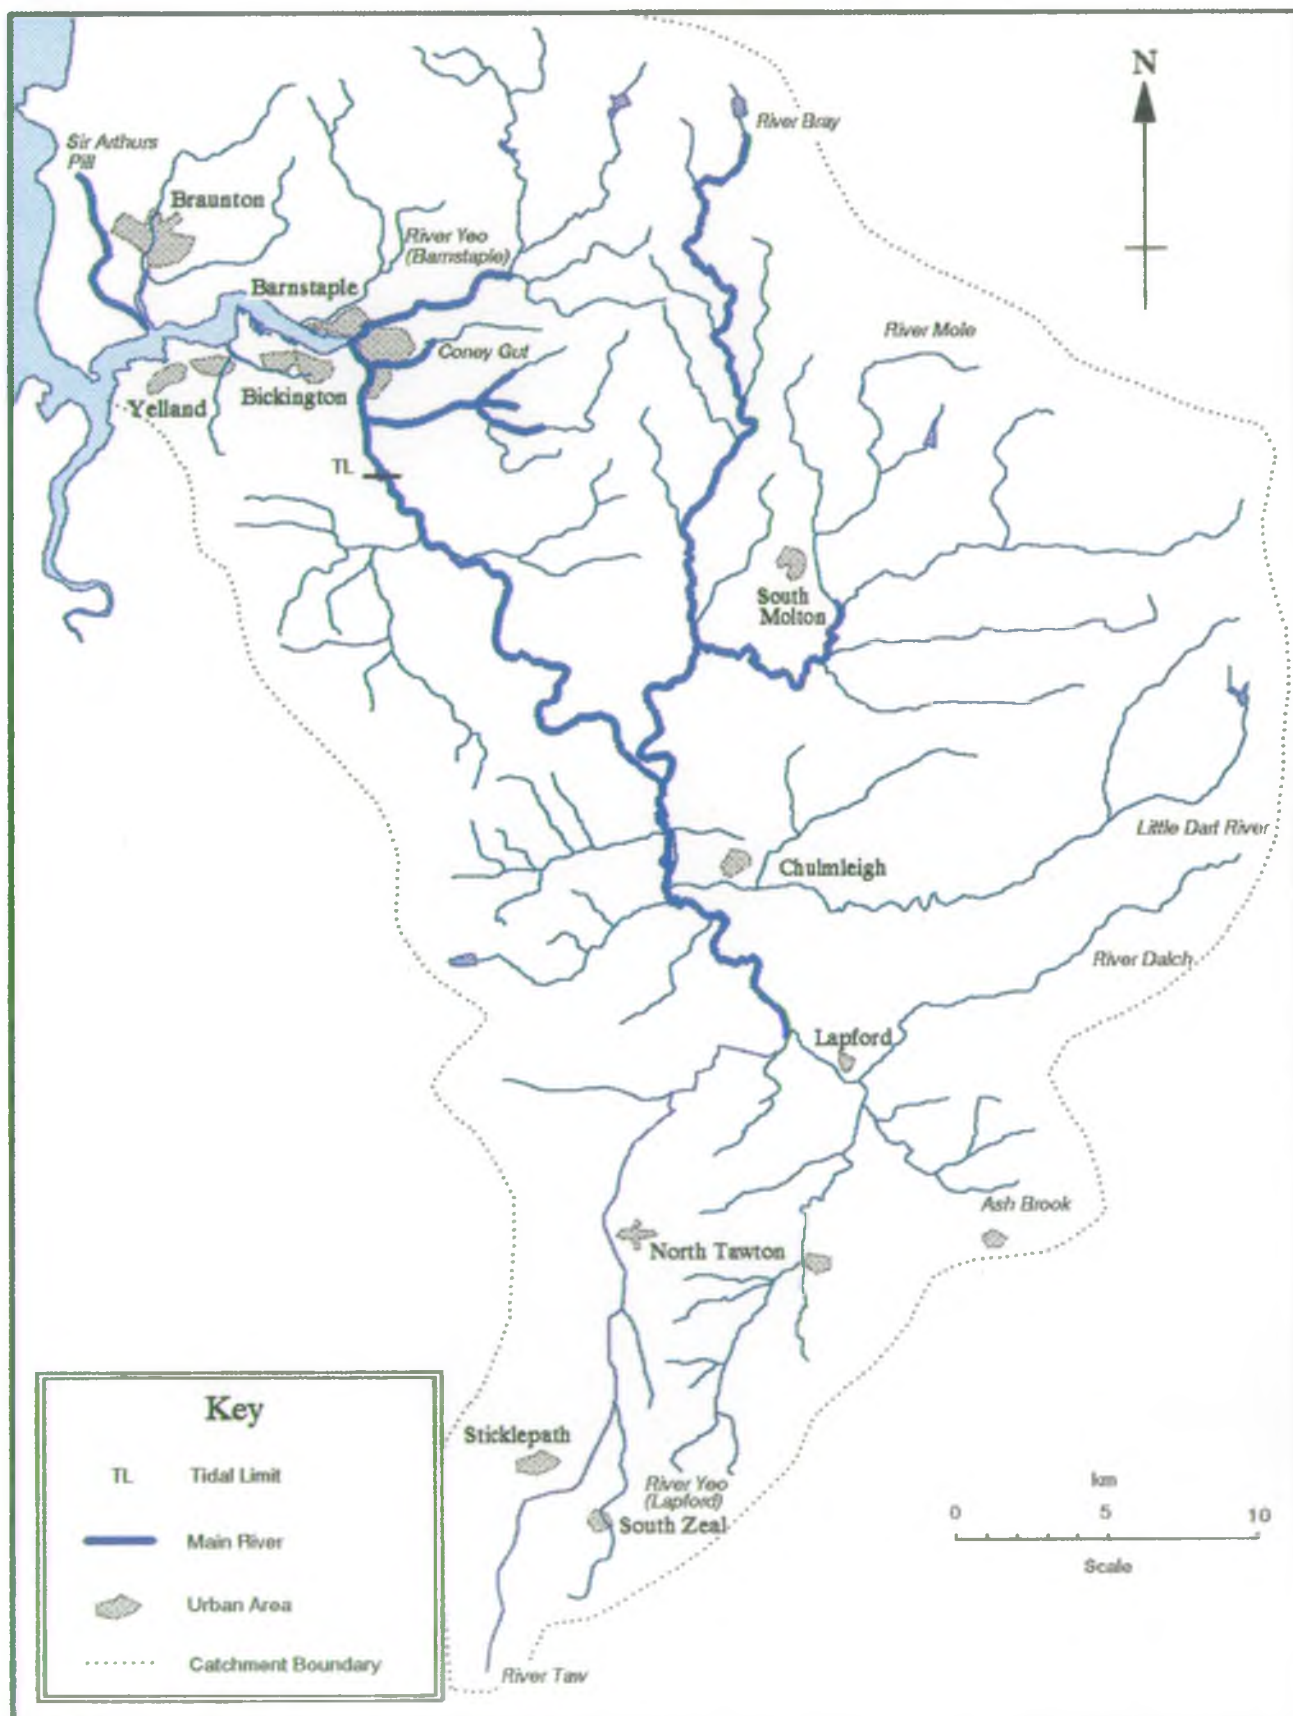 N
River Bray
Sir Arthurs
Pill
Braunton
River Yeo
(Barnstaple)
Barnstaple
River Mole
Coney Gut
Yelland
Bickington
TL
South
Molton
Little Dart River
Chulmleigh
River Dalch
Lapford
Ash Brook
North Tawton
Key
TL Tidal Limit
Main River
Urban Area
Catchment Boundary
Sticklepath
River Yeo
(Lapford)
South Zeal
River Taw
km
0 5 10
Scale